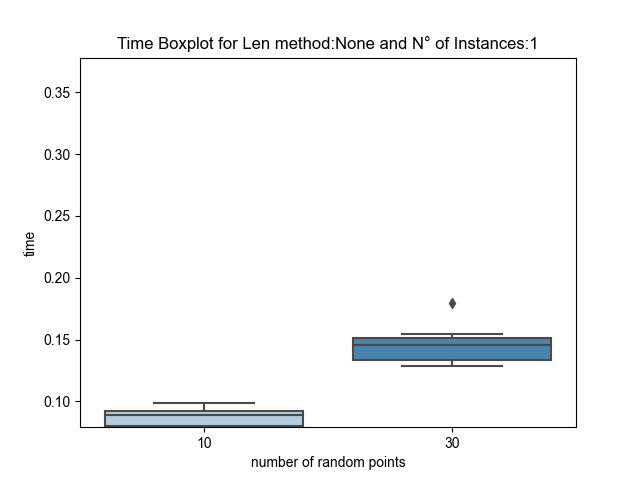 Time Boxplot for Len method:None and N° of Instances:1
0.35
0.30
0.25
0.20
0.15
0.10
time
10 30
number of random points